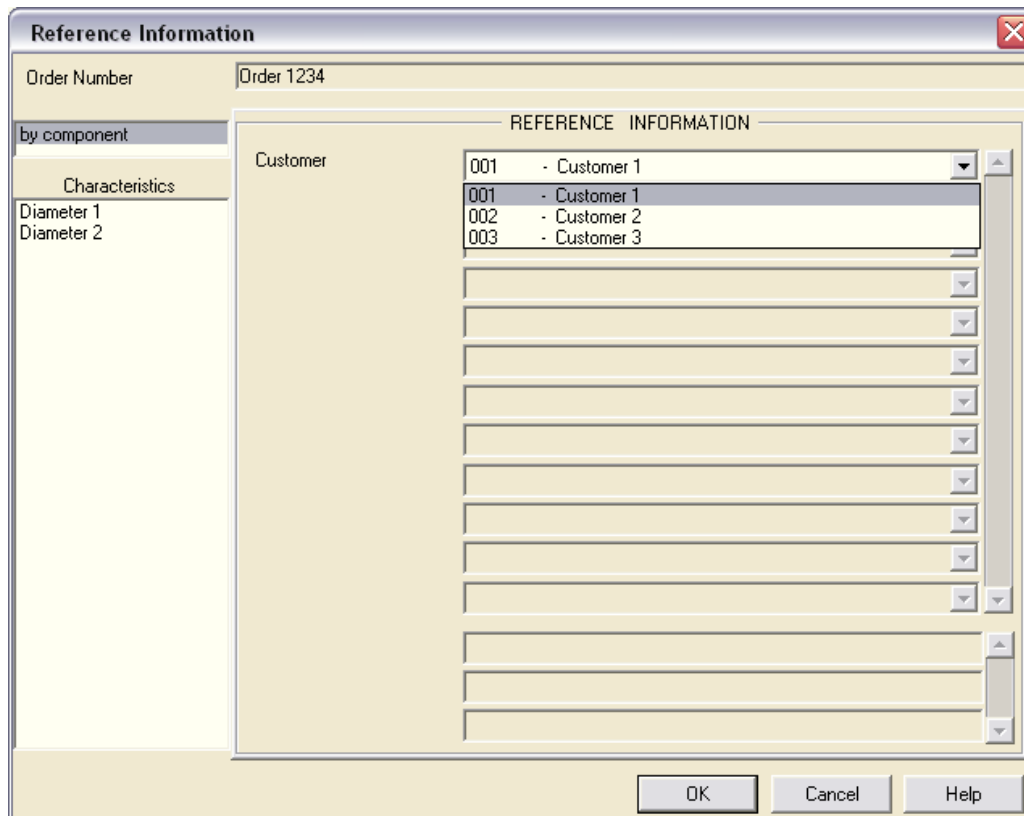 Reference Information
Order Number
Order 1234
by component
Characteristics
Diameter 1
Diameter 2
REFERENCE INFORMATION
Customer
001 - Customer 1
001 - Customer 1
002 - Customer 2
003 - Customer 3
OK
Cancel
Help